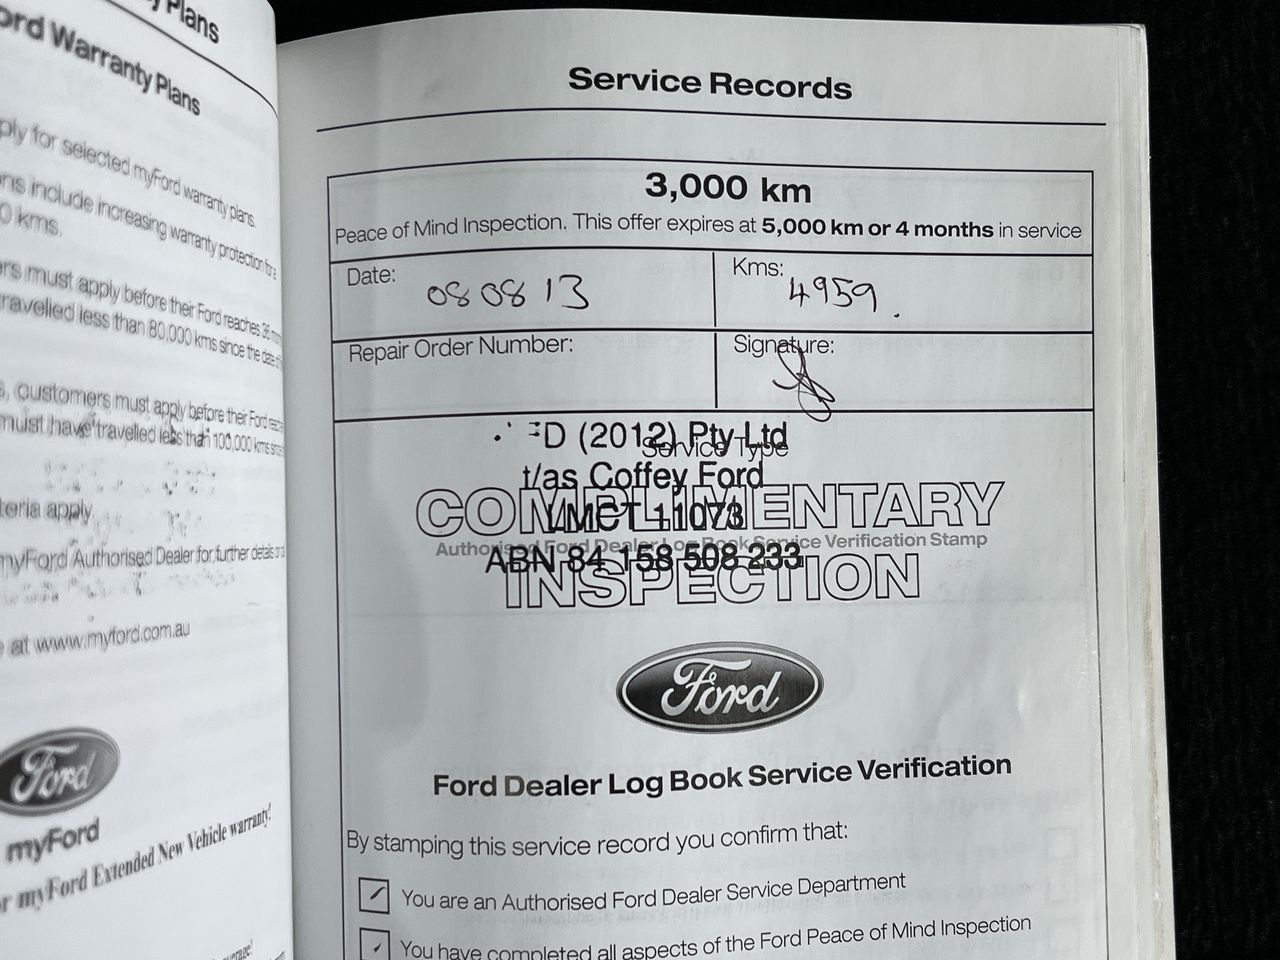 Plans
ord Warranty Plans
ply for selected myFord warranty plans.
ns include increasing warranty protection for a
0 kms.
ers must apply before their Ford reaches 36
travelled less than 80,000 kms since the date
s, customers must apply before their Ford
must have travelled less than 100,000 kms
teria apply.
myFord Authorised Dealer for further details
at www.myford.com.au
Ford
myFord
or myFord Extended New Vehicle warranty!
Service Records
3,000 km
Peace of Mind Inspection. This offer expires at 5,000 km or 4 months in service
Date: 08 08 13
Kms: 4959.
Repair Order Number:
Signature:
ED (2012) Pty Ltd
Service Type
t/as Coffey Ford
COMPLIMENTARY
LMCT 11073
Authorised Ford Dealer Log Book Service Verification Stamp
ABN 84 158 508 233
INSPECTION
Ford
Ford Dealer Log Book Service Verification
By stamping this service record you confirm that:
You are an Authorised Ford Dealer Service Department
You have completed all aspects of the Ford Peace of Mind Inspection